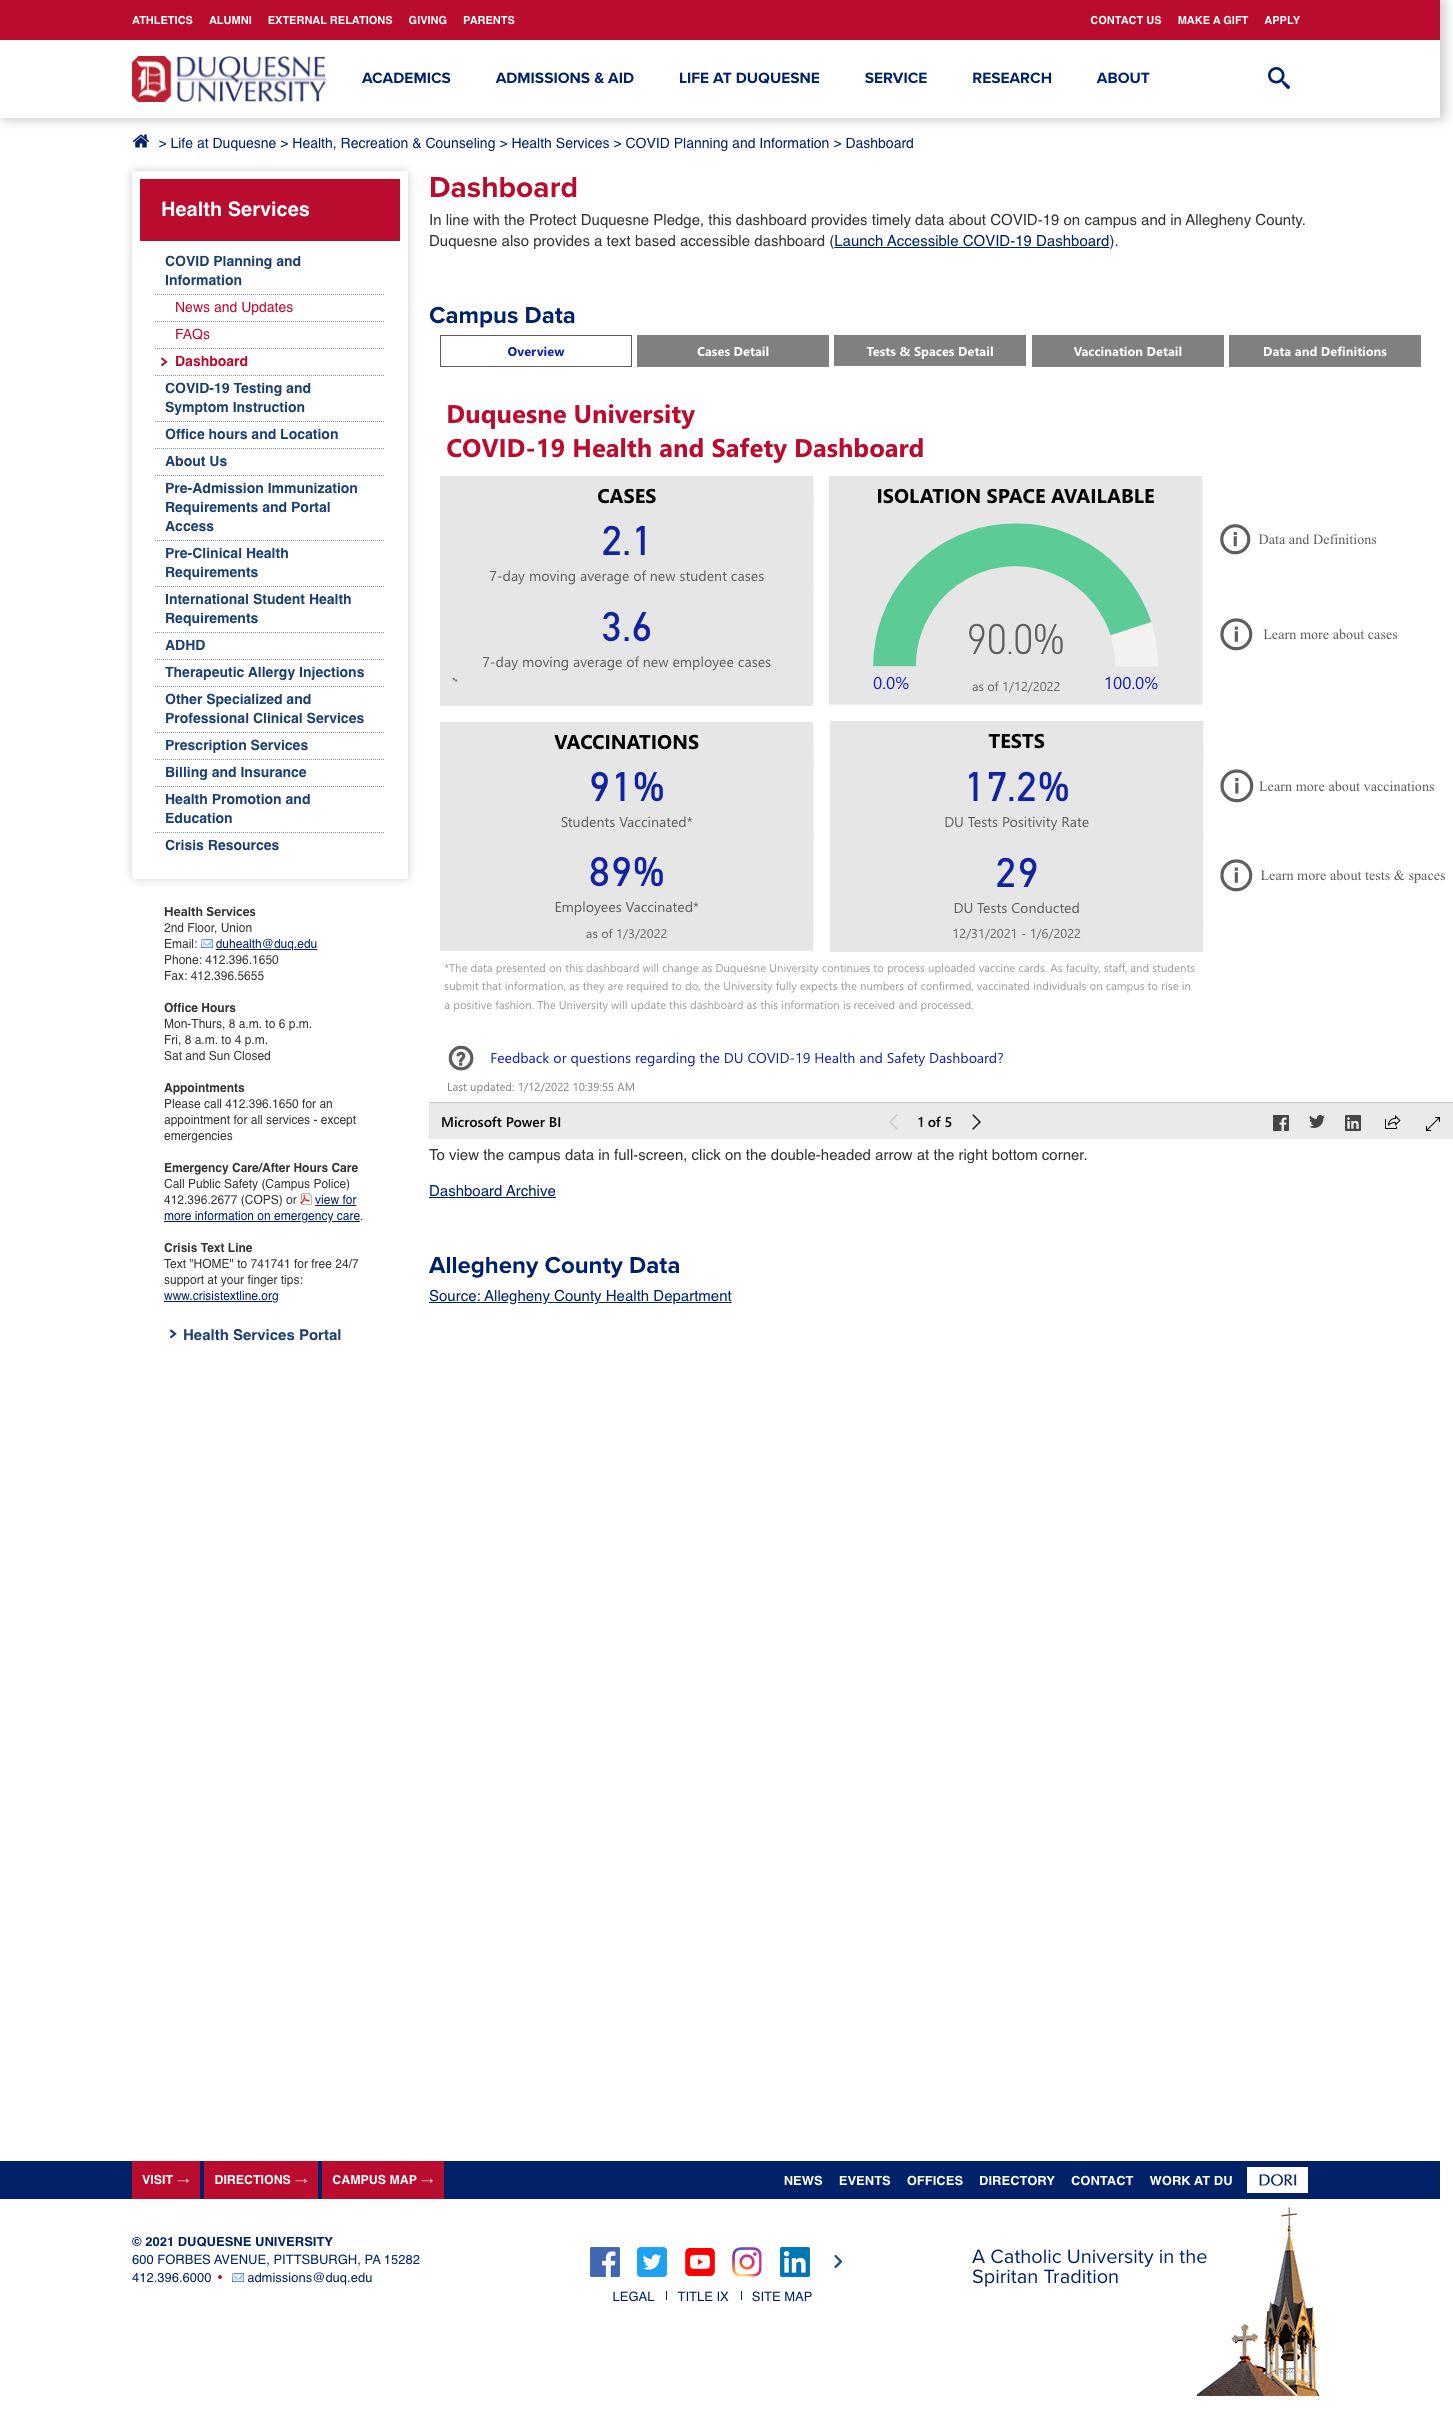 ATHLETICS ALUMNI EXTERNAL RELATIONS GIVING PARENTS CONTACT US MAKE A GIFT APPLY
D DUQUESNE UNIVERSITY
ACADEMICS ADMISSIONS & AID LIFE AT DUQUESNE SERVICE RESEARCH ABOUT
> Life at Duquesne > Health, Recreation & Counseling > Health Services > COVID Planning and Information > Dashboard
Health Services
COVID Planning and
Information
News and Updates
FAQs
Dashboard
COVID-19 Testing and
Symptom Instruction
Office hours and Location
About Us
Pre-Admission Immunization
Requirements and Portal
Access
Pre-Clinical Health
Requirements
International Student Health
Requirements
ADHD
Therapeutic Allergy Injections
Other Specialized and
Professional Clinical Services
Prescription Services
Billing and Insurance
Health Promotion and
Education
Crisis Resources
Health Services
2nd Floor, Union
Email: duhealth@duq.edu
Phone: 412.396.1650
Fax: 412.396.5655
Office Hours
Mon-Thurs, 8 a.m. to 6 p.m.
Fri, 8 a.m. to 4 p.m.
Sat and Sun Closed
Appointments
Please call 412.396.1650 for an
appointment for all services - except
emergencies
Emergency Care/After Hours Care
Call Public Safety (Campus Police)
412.396.2677 (COPS) or view for
more information on emergency care.
Crisis Text Line
Text "HOME" to 741741 for free 24/7
support at your finger tips:
www.crisistextline.org
Health Services Portal
Dashboard
In line with the Protect Duquesne Pledge, this dashboard provides timely data about COVID-19 on campus and in Allegheny County.
Duquesne also provides a text based accessible dashboard (Launch Accessible COVID-19 Dashboard).
Campus Data
Overview Cases Detail Tests & Spaces Detail Vaccination Detail Data and Definitions
Duquesne University
COVID-19 Health and Safety Dashboard
CASES
2.1
7-day moving average of new student cases
3.6
7-day moving average of new employee cases
ISOLATION SPACE AVAILABLE
90.0%
0.0% as of 1/12/2022 100.0%
Data and Definitions
Learn more about cases
VACCINATIONS
91%
Students Vaccinated*
89%
Employees Vaccinated*
as of 1/3/2022
TESTS
17.2%
DU Tests Positivity Rate
29
DU Tests Conducted
12/31/2021 - 1/6/2022
Learn more about vaccinations
Learn more about tests & spaces
*The data presented on this dashboard will change as Duquesne University continues to process uploaded vaccine cards. As faculty, staff, and students
submit that information, as they are required to do, the University fully expects the numbers of confirmed, vaccinated individuals on campus to rise in
a positive fashion. The University will update this dashboard as this information is received and processed.
Feedback or questions regarding the DU COVID-19 Health and Safety Dashboard?
Last updated: 1/12/2022 10:39:55 AM
Microsoft Power BI 1 of 5
To view the campus data in full-screen, click on the double-headed arrow at the right bottom corner.
Dashboard Archive
Allegheny County Data
Source: Allegheny County Health Department
VISIT → DIRECTIONS → CAMPUS MAP → NEWS EVENTS OFFICES DIRECTORY CONTACT WORK AT DU DORI
© 2021 DUQUESNE UNIVERSITY
600 FORBES AVENUE, PITTSBURGH, PA 15282
412.396.6000 • admissions@duq.edu
LEGAL | TITLE IX | SITE MAP
A Catholic University in the
Spiritan Tradition